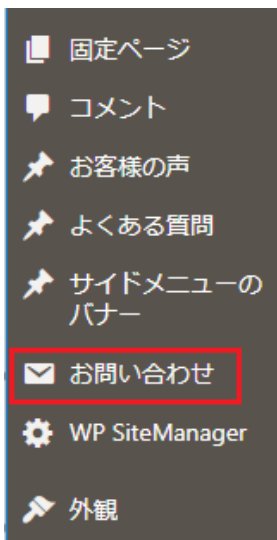 固定ページ
コメント
お客様の声
よくある質問
サイドメニューの
バナー
お問い合わせ
WP SiteManager
外観